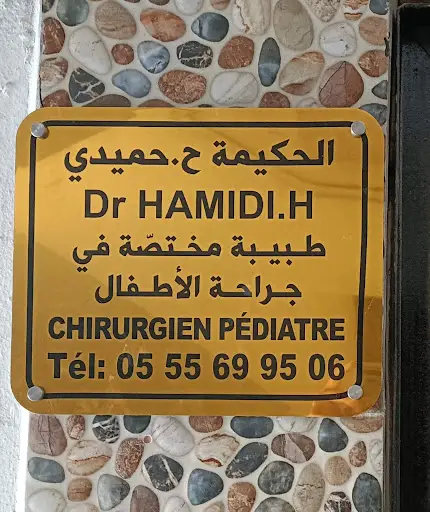 الحكيمة ح.حميدي
Dr HAMIDI.H
طبيبة مختصّة في
جراحة الأطفال
CHIRURGIEN PÉDIATRE
Tél: 05 55 69 95 06